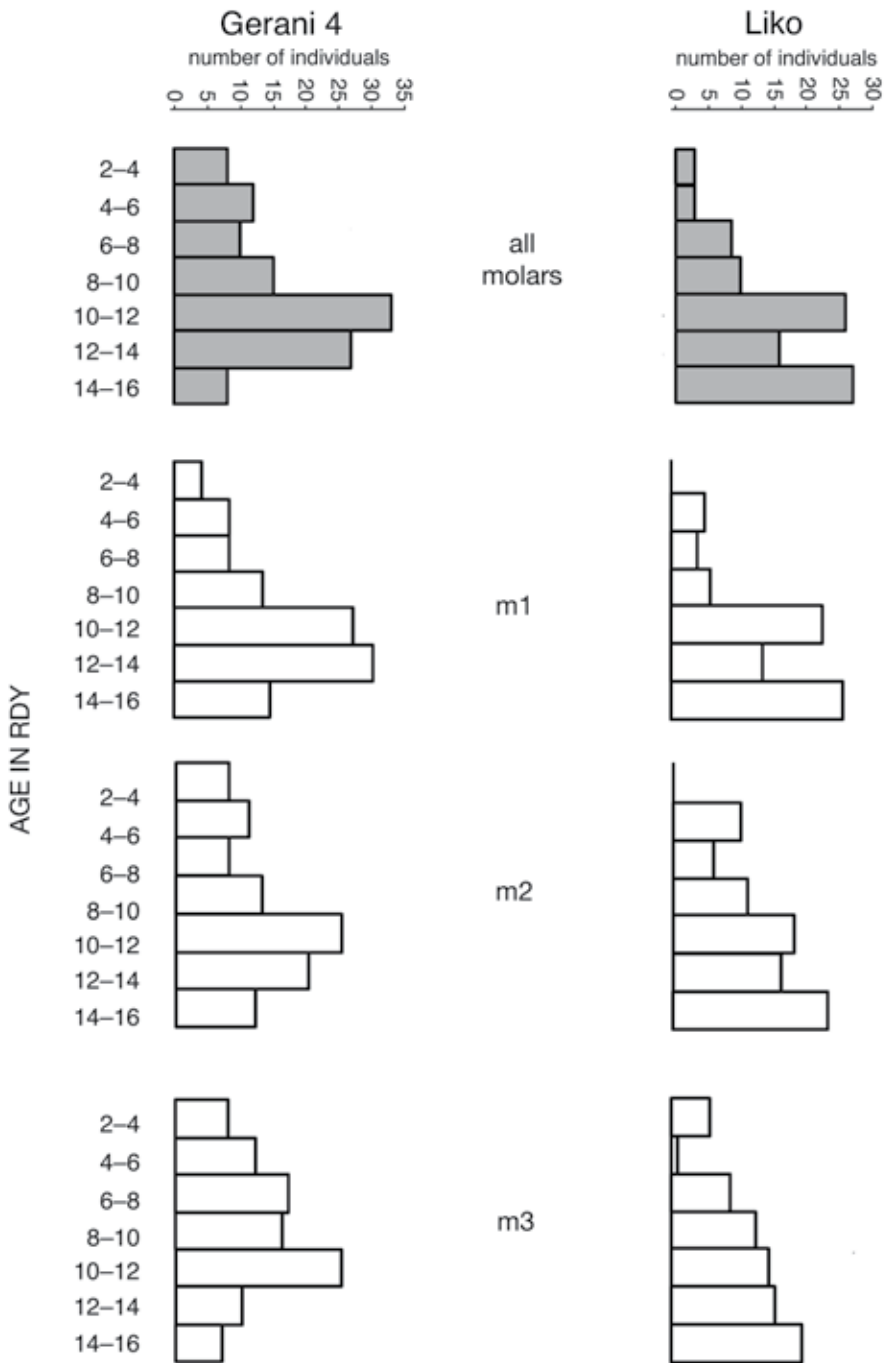 Gerani 4
number of individuals
0 5 10 15 20 25 30 35
Liko
number of individuals
0 5 10 15 20 25 30
AGE IN RDY
2–4
4–6
6–8
8–10
10–12
12–14
14–16
all
molars
2–4
4–6
6–8
8–10
10–12
12–14
14–16
m1
2–4
4–6
6–8
8–10
10–12
12–14
14–16
m2
2–4
4–6
6–8
8–10
10–12
12–14
14–16
m3